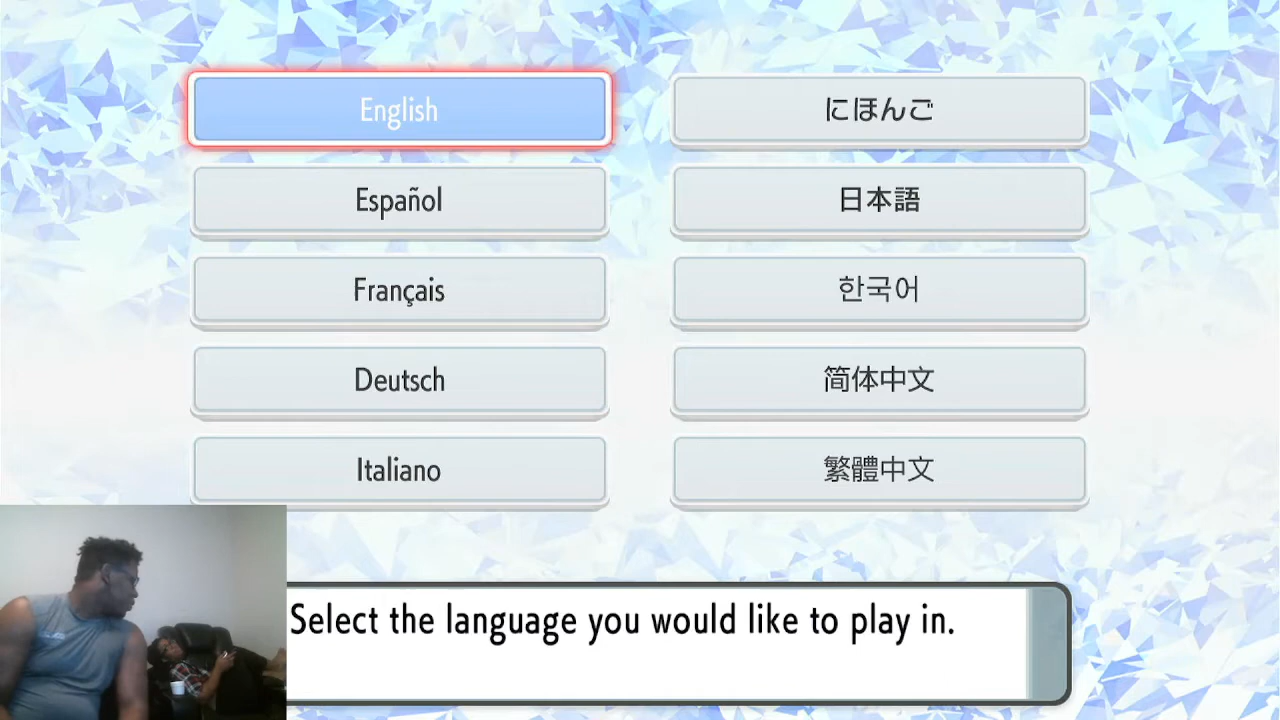 English
Español
Français
Deutsch
Italiano
にほんご
日本語
한국어
简体中文
繁體中文
Select the language you would like to play in.